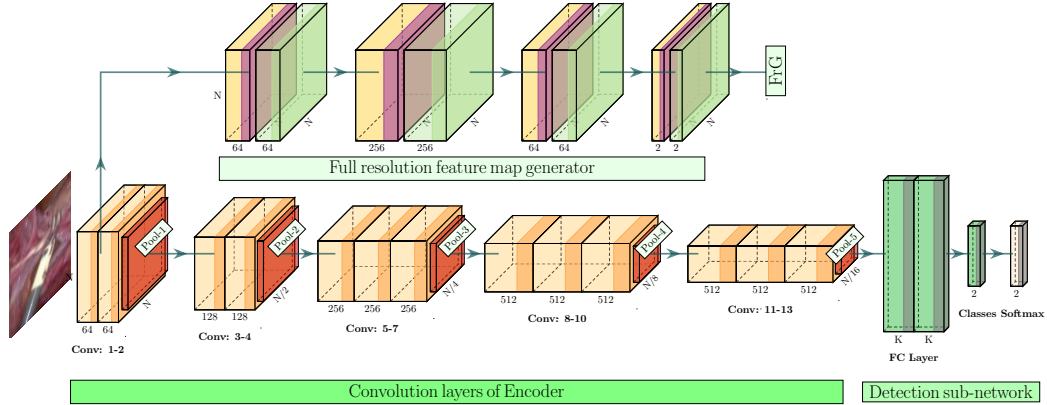 N
64 64
N
256 256
N
N
64 64
N
N
2 2
N
N
FrG
Full resolution feature map generator
Pool-1
N
64 64
Conv: 1-2
Pool-2
N/2
128 128
Conv: 3-4
Pool-3
N/4
256 256 256
Conv: 5-7
Pool-4
N/8
512 512 512
Conv: 8-10
Pool-5
N/16
512 512 512
Conv: 11-13
K K
FC Layer
2
Classes
2
Softmax
Convolution layers of Encoder
Detection sub-network